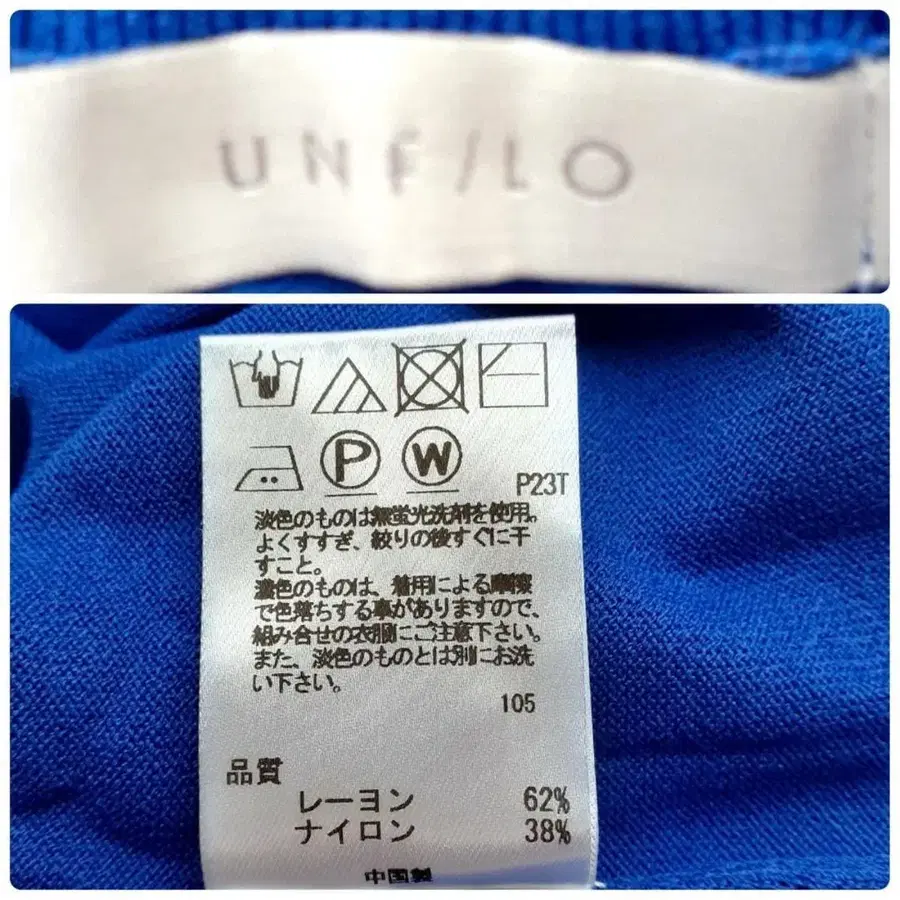 UNF/LO
P W P23T
淡色のものは無蛍光洗剤を使用。
よくすすぎ、絞りの後すぐに干
すこと。
濃色のものは、着用による摩擦
で色落ちする事がありますので、
組み合せの衣服にご注意下さい。
また、淡色のものとは別にお洗
い下さい。
105
品質
レーヨン 62%
ナイロン 38%
中国製